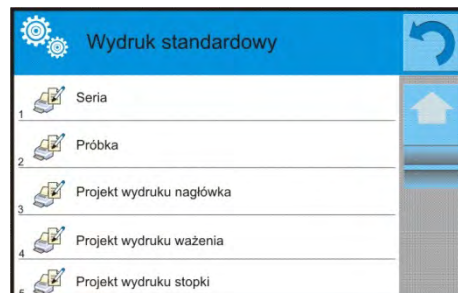 Wydruk standardowy
1 Seria
2 Próbka
3 Projekt wydruku nagłówka
4 Projekt wydruku ważenia
5 Projekt wydruku stopki